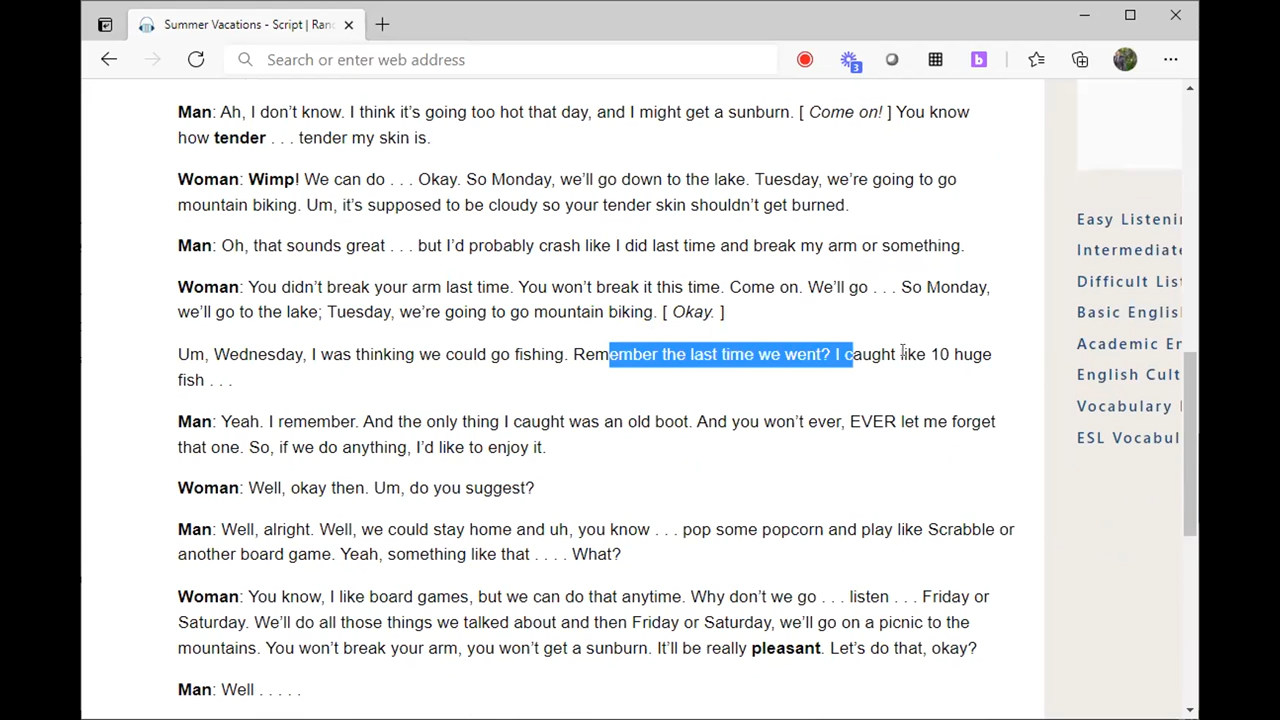 Summer Vacations - Script | Ran
Search or enter web address
3
b
Man: Ah, I don’t know. I think it’s going too hot that day, and I might get a sunburn. [ Come on! ] You know
how tender . . . tender my skin is.
Woman: Wimp! We can do . . . Okay. So Monday, we’ll go down to the lake. Tuesday, we’re going to go
mountain biking. Um, it’s supposed to be cloudy so your tender skin shouldn’t get burned.
Man: Oh, that sounds great . . . but I’d probably crash like I did last time and break my arm or something.
Woman: You didn’t break your arm last time. You won’t break it this time. Come on. We’ll go . . . So Monday,
we’ll go to the lake; Tuesday, we’re going to go mountain biking. [ Okay. ]
Um, Wednesday, I was thinking we could go fishing. Remember the last time we went? I caught like 10 huge
fish . . .
Man: Yeah. I remember. And the only thing I caught was an old boot. And you won’t ever, EVER let me forget
that one. So, if we do anything, I’d like to enjoy it.
Woman: Well, okay then. Um, do you suggest?
Man: Well, alright. Well, we could stay home and uh, you know . . . pop some popcorn and play like Scrabble or
another board game. Yeah, something like that . . . . What?
Woman: You know, I like board games, but we can do that anytime. Why don’t we go . . . listen . . . Friday or
Saturday. We’ll do all those things we talked about and then Friday or Saturday, we’ll go on a picnic to the
mountains. You won’t break your arm, you won’t get a sunburn. It’ll be really pleasant. Let’s do that, okay?
Man: Well . . . . .
Easy Listenin
Intermediate
Difficult List
Basic English
Academic En
English Cult
Vocabulary
ESL Vocabul